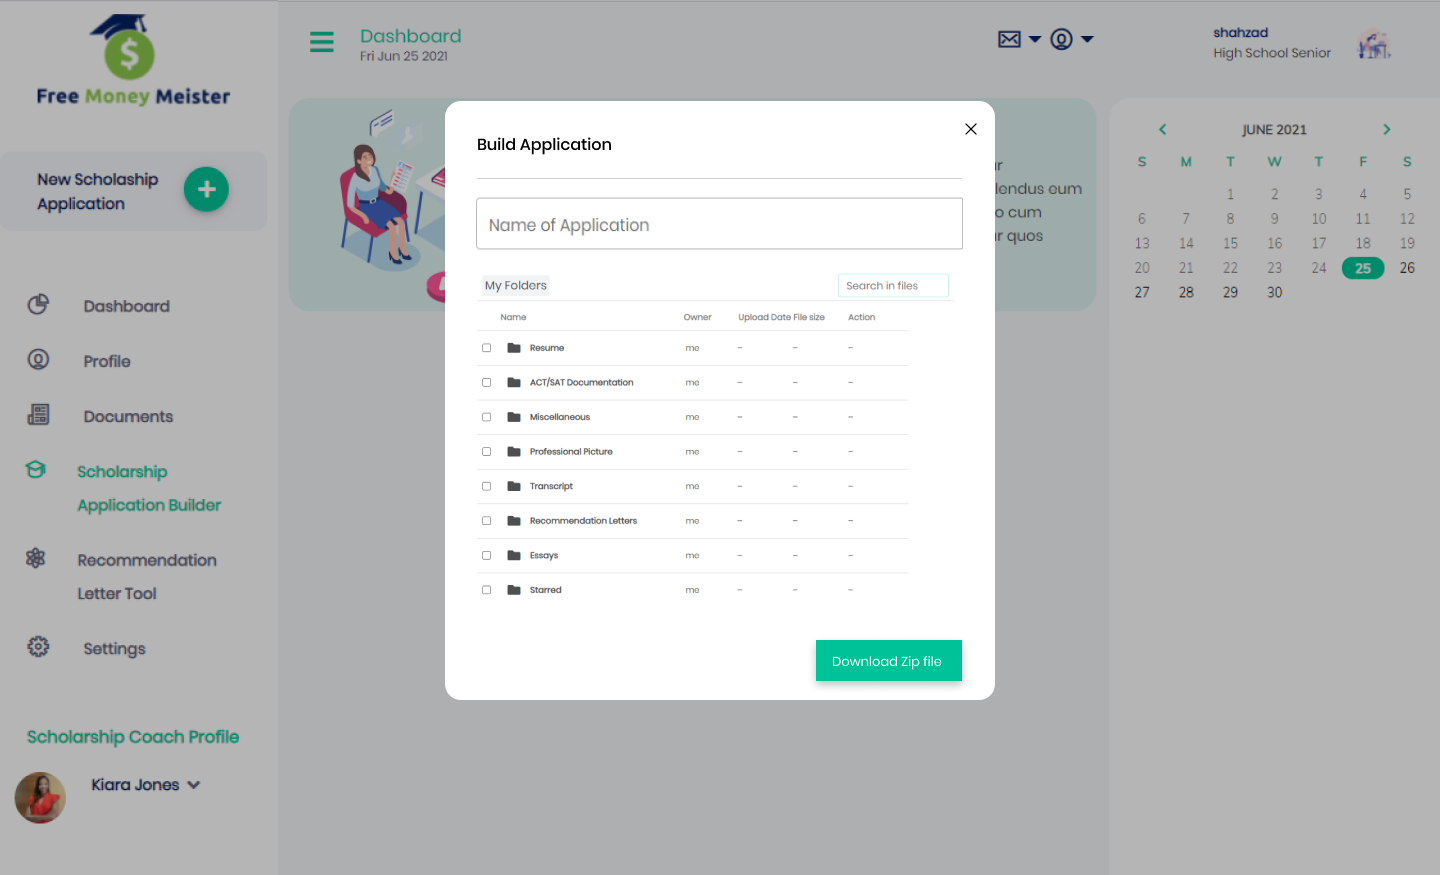 Free Money Meister
New Scholaship
Application
Dashboard
Profile
Documents
Scholarship
Application Builder
Recommendation
Letter Tool
Settings
Scholarship Coach Profile
Kiara Jones
Dashboard
Fri Jun 25 2021
shahzad
High School Senior
Build Application
Name of Application
My Folders
Search in files
Name Owner Upload Date File size Action
Resume me - - -
ACT/SAT Documentation me - - -
Miscellaneous me - - -
Professional Picture me - - -
Transcript me - - -
Recommendation Letters me - - -
Essays me - - -
Starred me - - -
Download Zip file
lendus eum
o cum
r quos
JUNE 2021
S M T W T F S
1 2 3 4 5
6 7 8 9 10 11 12
13 14 15 16 17 18 19
20 21 22 23 24 25 26
27 28 29 30